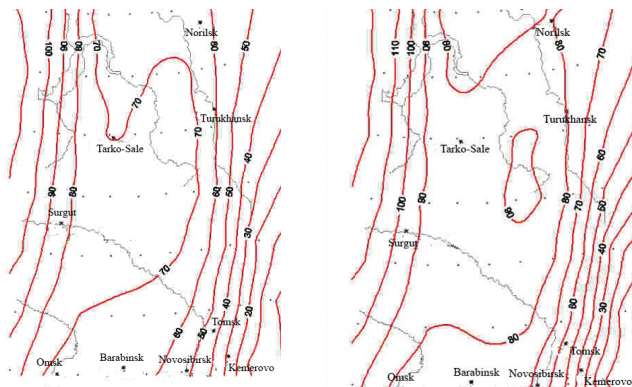 Norilsk
100
90
80
70
60
50
70
Turukhansk
70
Tarko-Sale
40
90
80
60
50
Surgut
30
70
40
20
60
50
Tomsk
Omsk
Barabinsk
Novosibirsk
Kemerovo
Norilsk
110
100
90
80
80
70
Turukhansk
Tarko-Sale
60
100
90
80
70
50
90
Surgut
40
60
30
50
80
Tomsk
Omsk
Barabinsk
Novosibirsk
Kemerovo